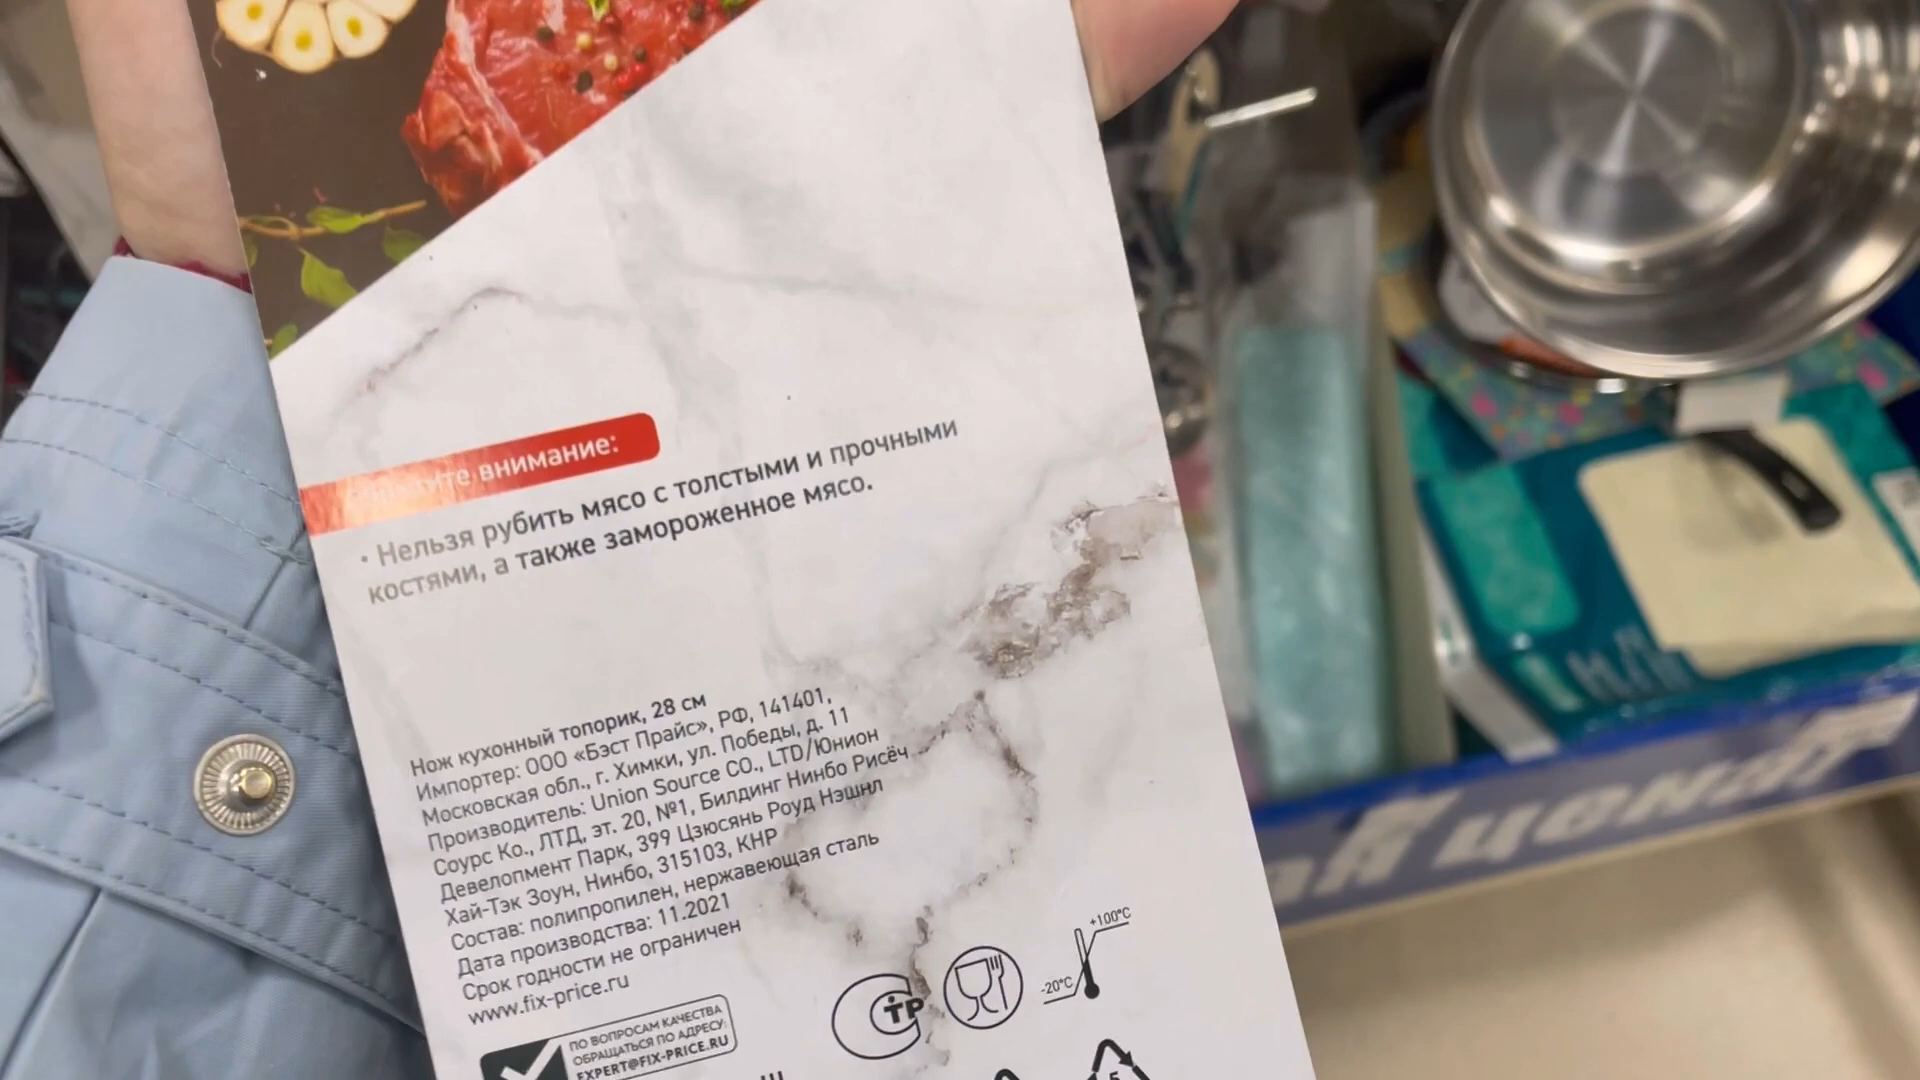 внимание:
• Нельзя рубить мясо с толстыми и прочными
костями, а также замороженное мясо.
Нож кухонный топорик, 28 см
Импортер: ООО «Бэст Прайс», РФ, 141401,
Московская обл., г. Химки, ул. Победы, д. 11
Производитель: Union Source CO., LTD/Юнион
Соурс Ко., ЛТД, эт. 20, №1, Билдинг Нинбо Рисёч
Девелопмент Парк, 399 Цзюсянь Роуд Нэшнл
Хай-Тэк Зоун, Нинбо, 315103, КНР
Состав: полипропилен, нержавеющая сталь
Дата производства: 11.2021
Срок годности не ограничен
www.fix-price.ru
ПО ВОПРОСАМ КАЧЕСТВА
ОБРАЩАТЬСЯ ПО АДРЕСУ:
EXPERT@FIX-PRICE.RU
СТР
-20°C
+100°C
5